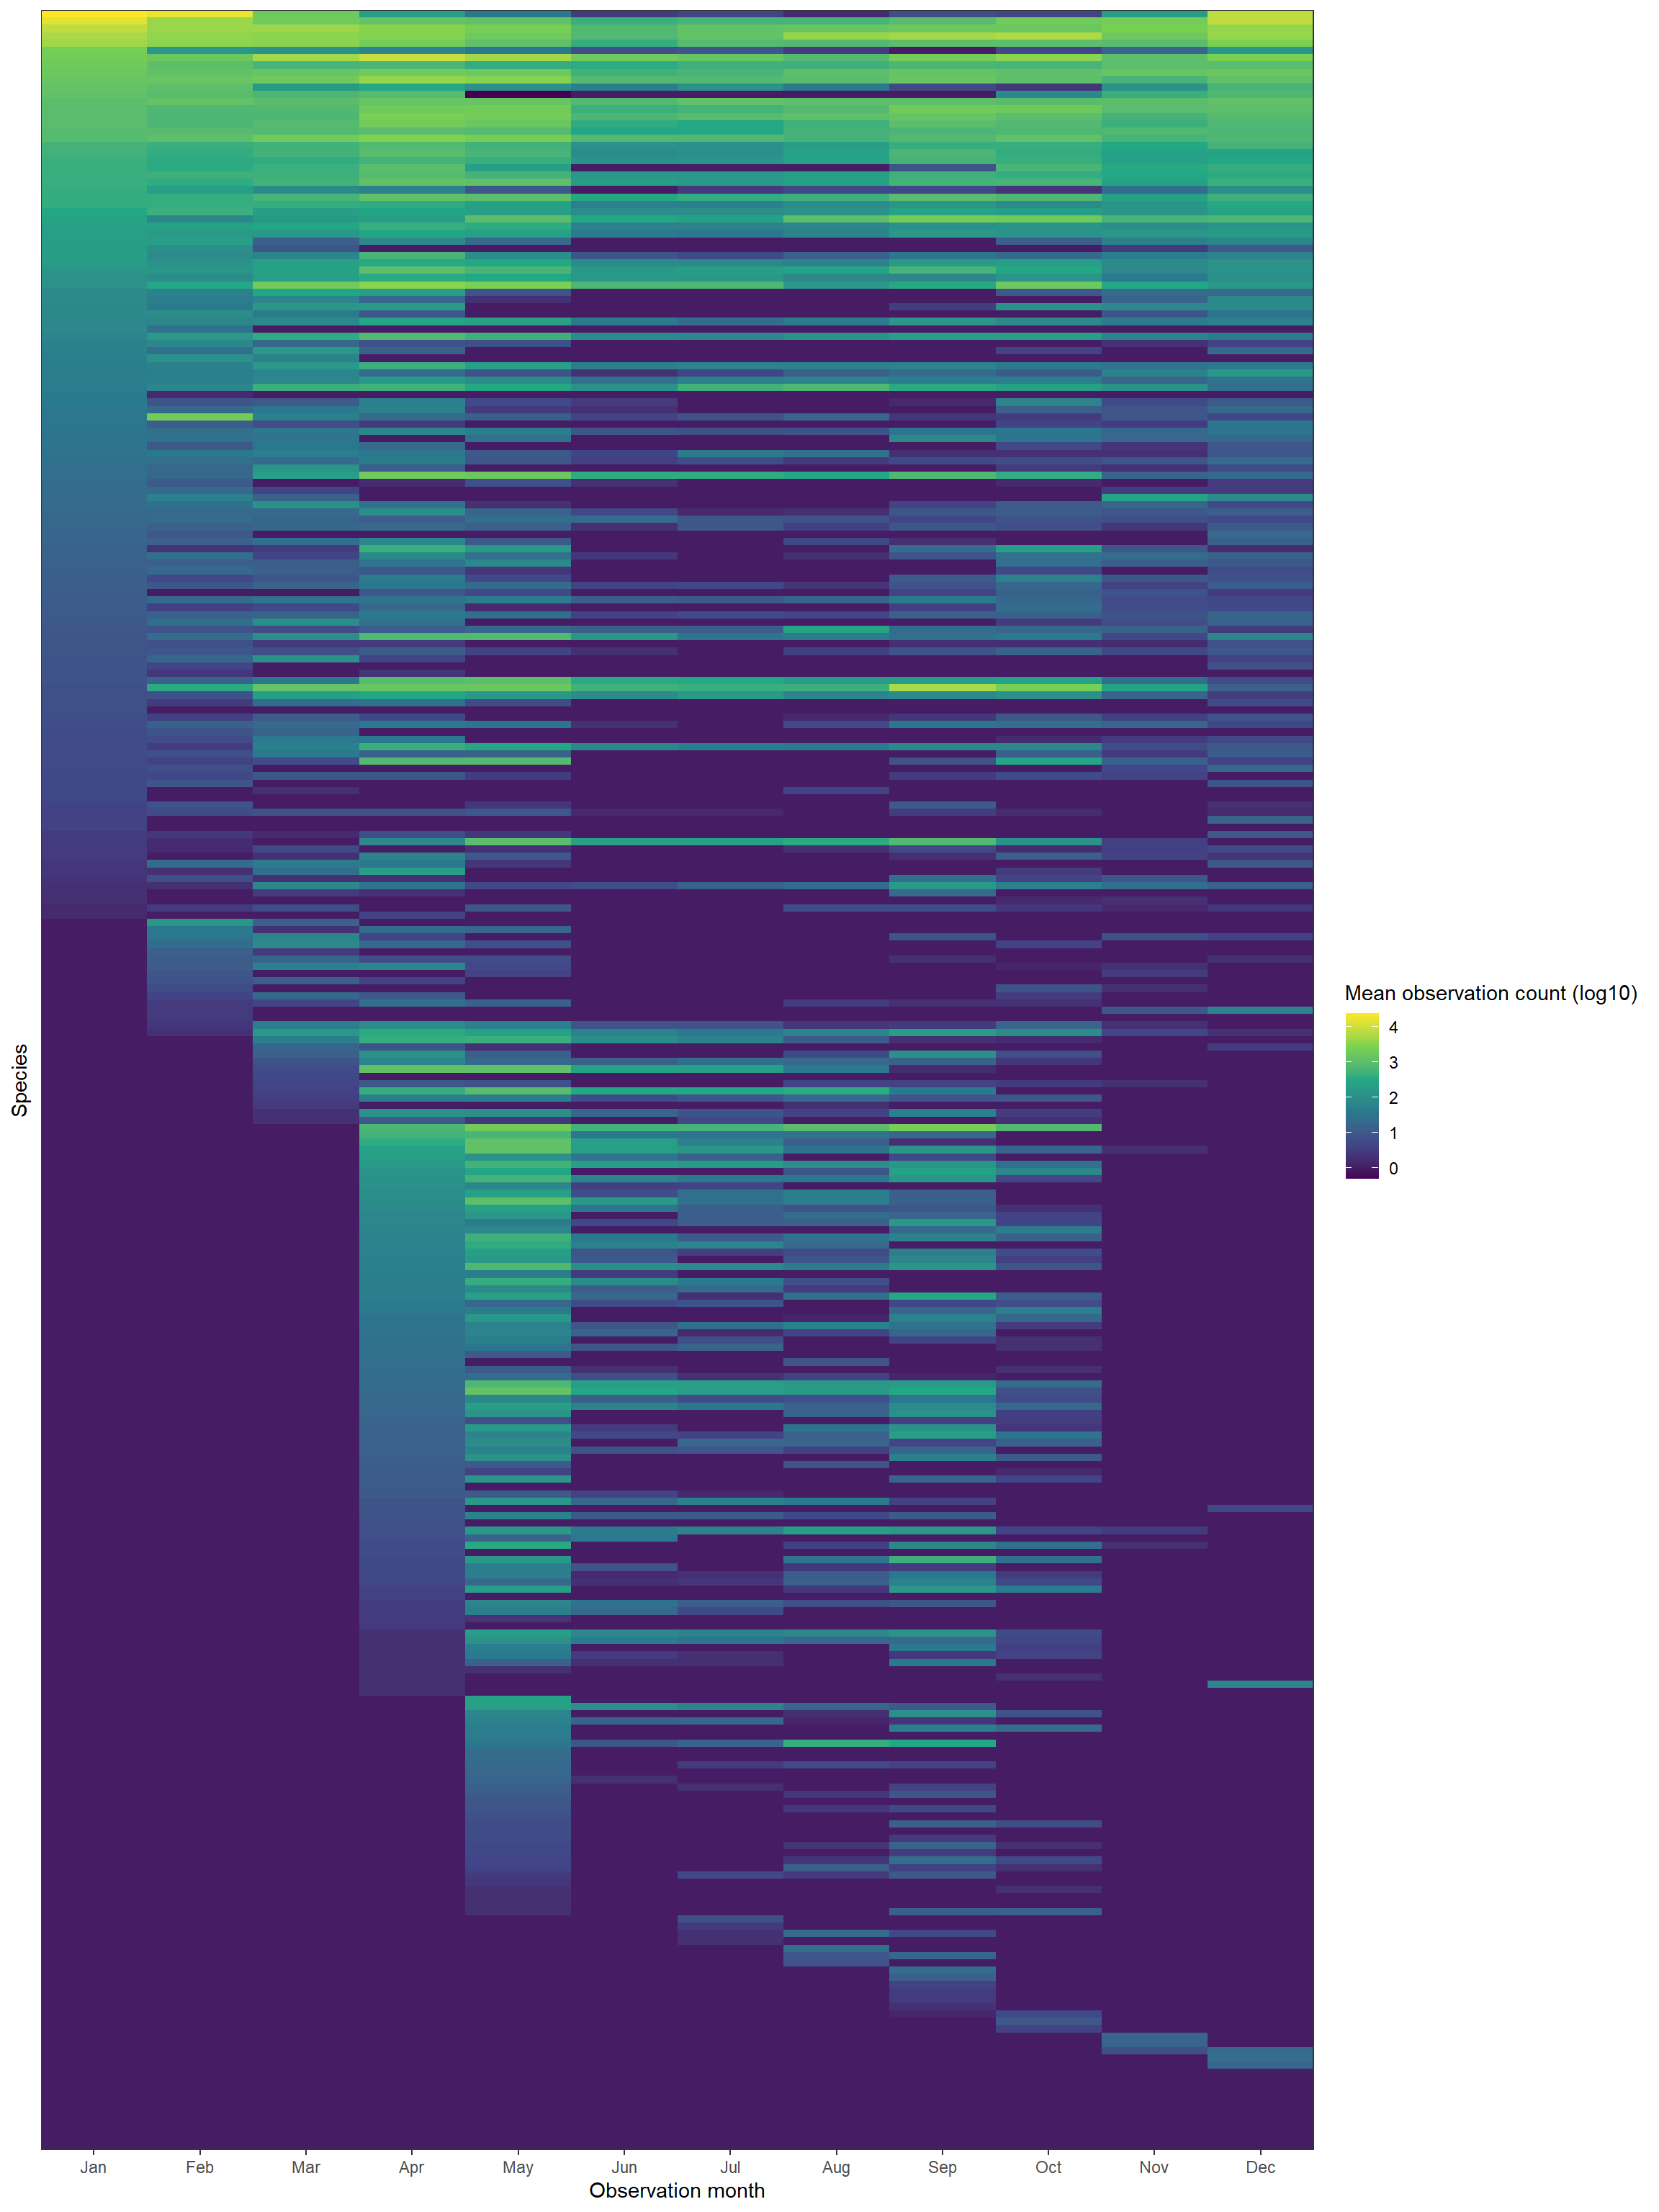 Species
Mean observation count (log10)
4
3
2
1
0
Jan Feb Mar Apr May Jun Jul Aug Sep Oct Nov Dec
Observation month